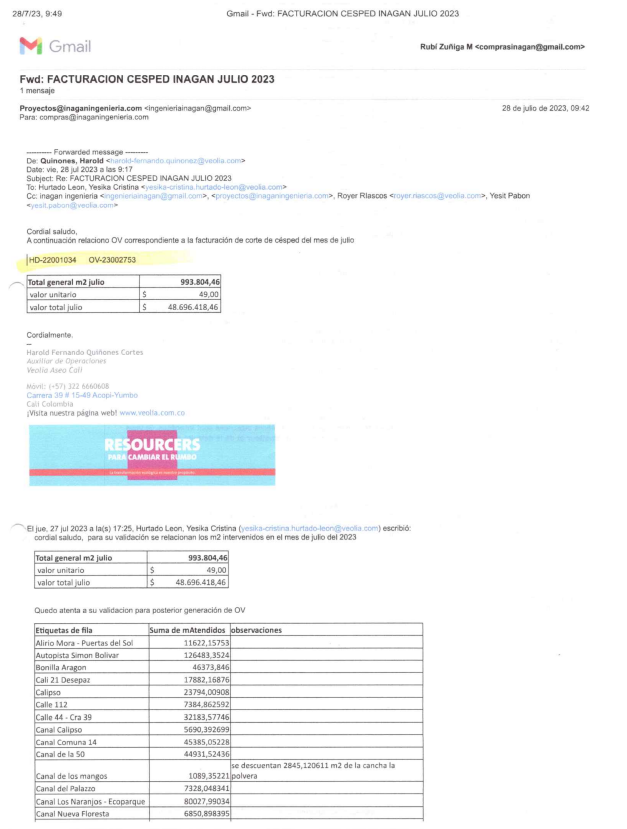 28/7/23, 9:49
Gmail - Fwd: FACTURACION CESPED INAGAN JULIO 2023
Gmail
Rubí Zuñiga M <comprasinagan@gmail.com>
Fwd: FACTURACION CESPED INAGAN JULIO 2023
1 mensaje
Proyectos@inaganingenieria.com <ingenieriainagan@gmail.com>
28 de julio de 2023, 09:42
Para: compras@inaganingenieria.com
---------- Forwarded message ---------
De: Quinones, Harold <harold-fernando.quinonez@veolia.com>
Date: vie, 28 jul 2023 a las 9:17
Subject: Re: FACTURACION CESPED INAGAN JULIO 2023
To: Hurtado Leon, Yesika Cristina <yesika-cristina.hurtado-leon@veolia.com>
Cc: inagan ingenieria <ingenieriainagan@gmail.com>, <proyectos@inaganingenieria.com>, Royer RIascos <royer.riascos@veolia.com>, Yesit Pabon
<yesit.pabon@veolia.com>
Cordial saludo,
A continuación relaciono OV correspondiente a la facturación de corte de césped del mes de julio
HD-22001034 OV-23002753
Total general m2 julio 993.804,46
valor unitario $ 49,00
valor total julio $ 48.696.418,46
Cordialmente.
--
Harold Fernando Quiñones Cortes
Auxiliar de Operaciones
Veolia Aseo Cali
Móvil: (+57) 322 6660608
Carrera 39 # 15-49 Acopi-Yumbo
Cali Colombia
¡Visita nuestra página web! www.veolia.com.co
RESOURCERS
PARA CAMBIAR EL RUMBO
El jue, 27 jul 2023 a la(s) 17:25, Hurtado Leon, Yesika Cristina (yesika-cristina.hurtado-leon@veolia.com) escribió:
cordial saludo, para su validación se relacionan los m2 intervenidos en el mes de julio del 2023
Total general m2 julio 993.804,46
valor unitario $ 49,00
valor total julio $ 48.696.418,46
Quedo atenta a su validacion para posterior generación de OV
Etiquetas de fila Suma de mAtendidos observaciones
Alirio Mora - Puertas del Sol 11622,15753
Autopista Simon Bolivar 126483,3524
Bonilla Aragon 46373,846
Cali 21 Desepaz 17882,16876
Calipso 23794,00908
Calle 112 7384,862592
Calle 44 - Cra 39 32183,57746
Canal Calipso 5690,392699
Canal Comuna 14 45385,05228
Canal de la 50 44931,52436
Canal de los mangos 1089,35221 se descuentan 2845,120611 m2 de la cancha la polvera
Canal del Palazzo 7328,048341
Canal Los Naranjos - Ecoparque 80027,99034
Canal Nueva Floresta 6850,898395